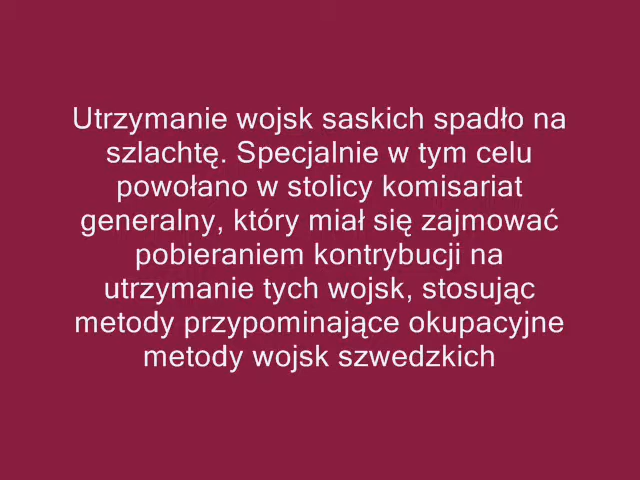 Utrzymanie wojsk saskich spadło na
szlachtę. Specjalnie w tym celu
powołano w stolicy komisariat
generalny, który miał się zajmować
pobieraniem kontrybucji na
utrzymanie tych wojsk, stosując
metody przypominające okupacyjne
metody wojsk szwedzkich